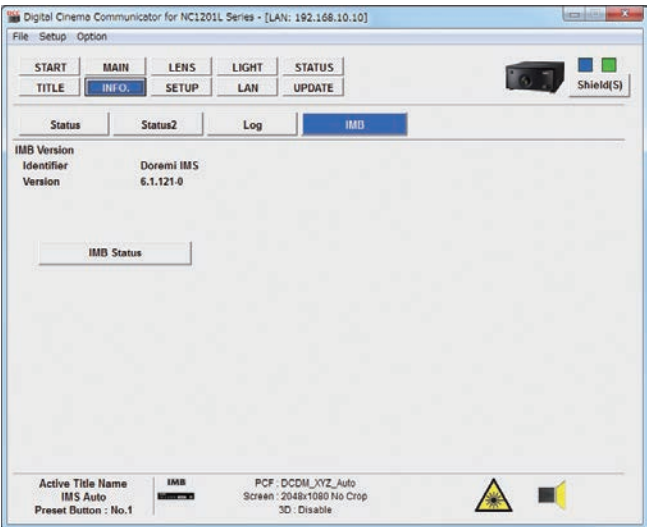 Digital Cinema Communicator for NC1201L Series - [LAN: 192.168.10.10]
File Setup Option
START MAIN LENS LIGHT STATUS
TITLE INFO. SETUP LAN UPDATE
Shield(S)
Status Status2 Log IMB
IMB Version
Identifier Doremi IMS
Version 6.1.121-0
IMB Status
Active Title Name
IMS Auto
Preset Button : No.1
IMB
PCF : DCDM_XYZ_Auto
Screen : 2048x1080 No Crop
3D : Disable